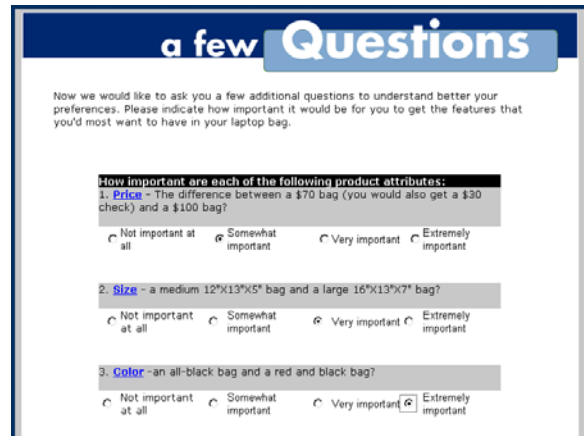 a few Questions
Now we would like to ask you a few additional questions to understand better your
preferences. Please indicate how important it would be for you to get the features that
you'd most want to have in your laptop bag.
How important are each of the following product attributes:
1. Price - The difference between a $70 bag (you would also get a $30
check) and a $100 bag?
Not important at all
Somewhat important
Very important
Extremely important
2. Size - a medium 12"X13"X5" bag and a large 16"X13"X7" bag?
Not important at all
Somewhat important
Very important
Extremely important
3. Color -an all-black bag and a red and black bag?
Not important at all
Somewhat important
Very important
Extremely important